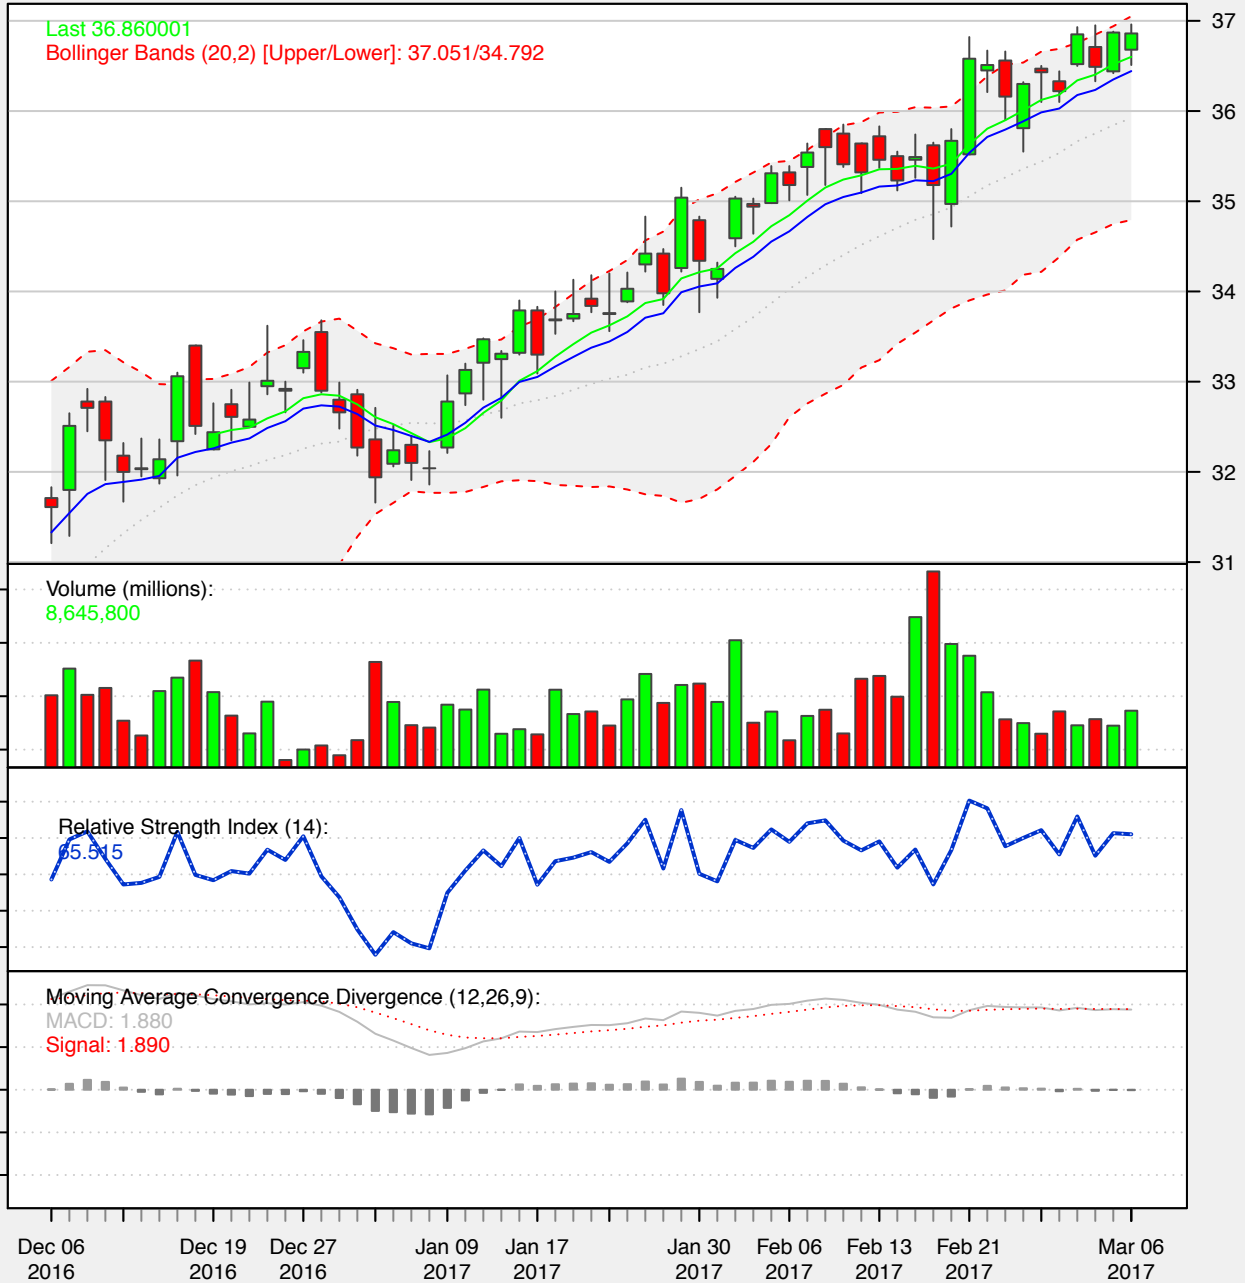 Last 36.860001
Bollinger Bands (20,2) [Upper/Lower]: 37.051/34.792
37
36
35
34
33
32
31
Volume (millions):
8,645,800
Relative Strength Index (14):
65.515
Moving Average Convergence Divergence (12,26,9):
MACD: 1.880
Signal: 1.890
Dec 06 Dec 19 Dec 27 Jan 09 Jan 17 Jan 30 Feb 06 Feb 13 Feb 21 Mar 06
2016 2016 2016 2017 2017 2017 2017 2017 2017 2017